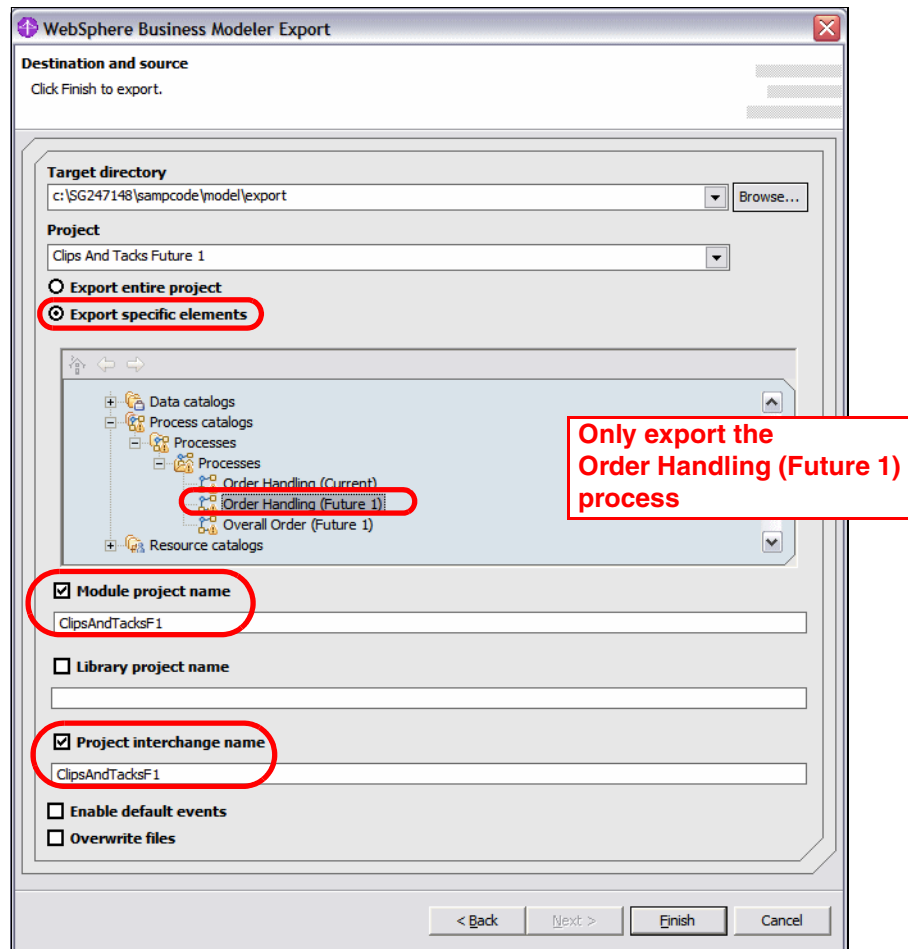 WebSphere Business Modeler Export
Destination and source
Click Finish to export.
Target directory
c:\SG247148\sampcode\model\export
Browse...
Project
Clips And Tacks Future 1
Export entire project
Export specific elements
Data catalogs
Process catalogs
Processes
Processes
Order Handling (Current)
Order Handling (Future 1)
Overall Order (Future 1)
Resource catalogs
Only export the
Order Handling (Future 1)
process
Module project name
ClipsAndTacksF1
Library project name
Project interchange name
ClipsAndTacksF1
Enable default events
Overwrite files
< Back
Next >
Finish
Cancel